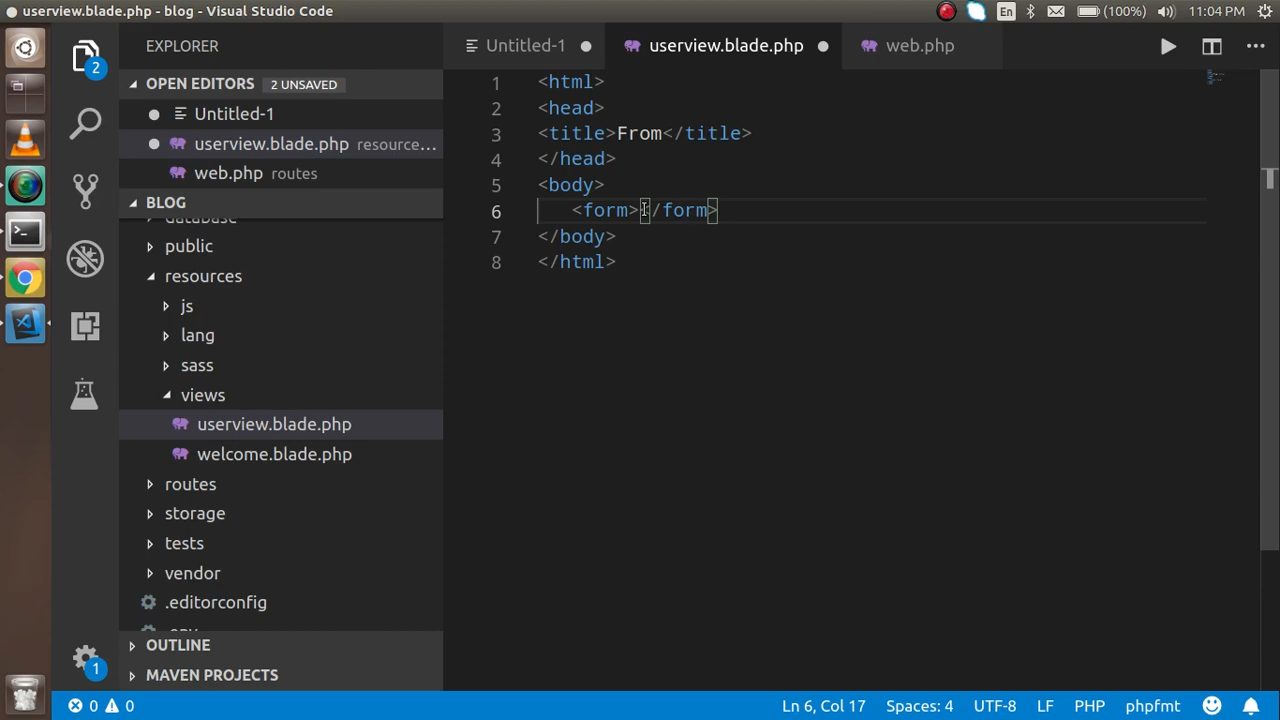 userview.blade.php - blog - Visual Studio Code
En
(100%)
11:04 PM
EXPLORER
Untitled-1
userview.blade.php
web.php
2
OPEN EDITORS
2 UNSAVED
Untitled-1
userview.blade.php resource…
web.php routes
BLOG
database
public
resources
js
lang
sass
views
userview.blade.php
welcome.blade.php
routes
storage
tests
vendor
.editorconfig
.env
OUTLINE
MAVEN PROJECTS
1
1 <html>
2 <head>
3 <title>From</title>
4 </head>
5 <body>
6 <form></form>
7 </body>
8 </html>
0 0
Ln 6, Col 17
Spaces: 4
UTF-8
LF
PHP
phpfmt